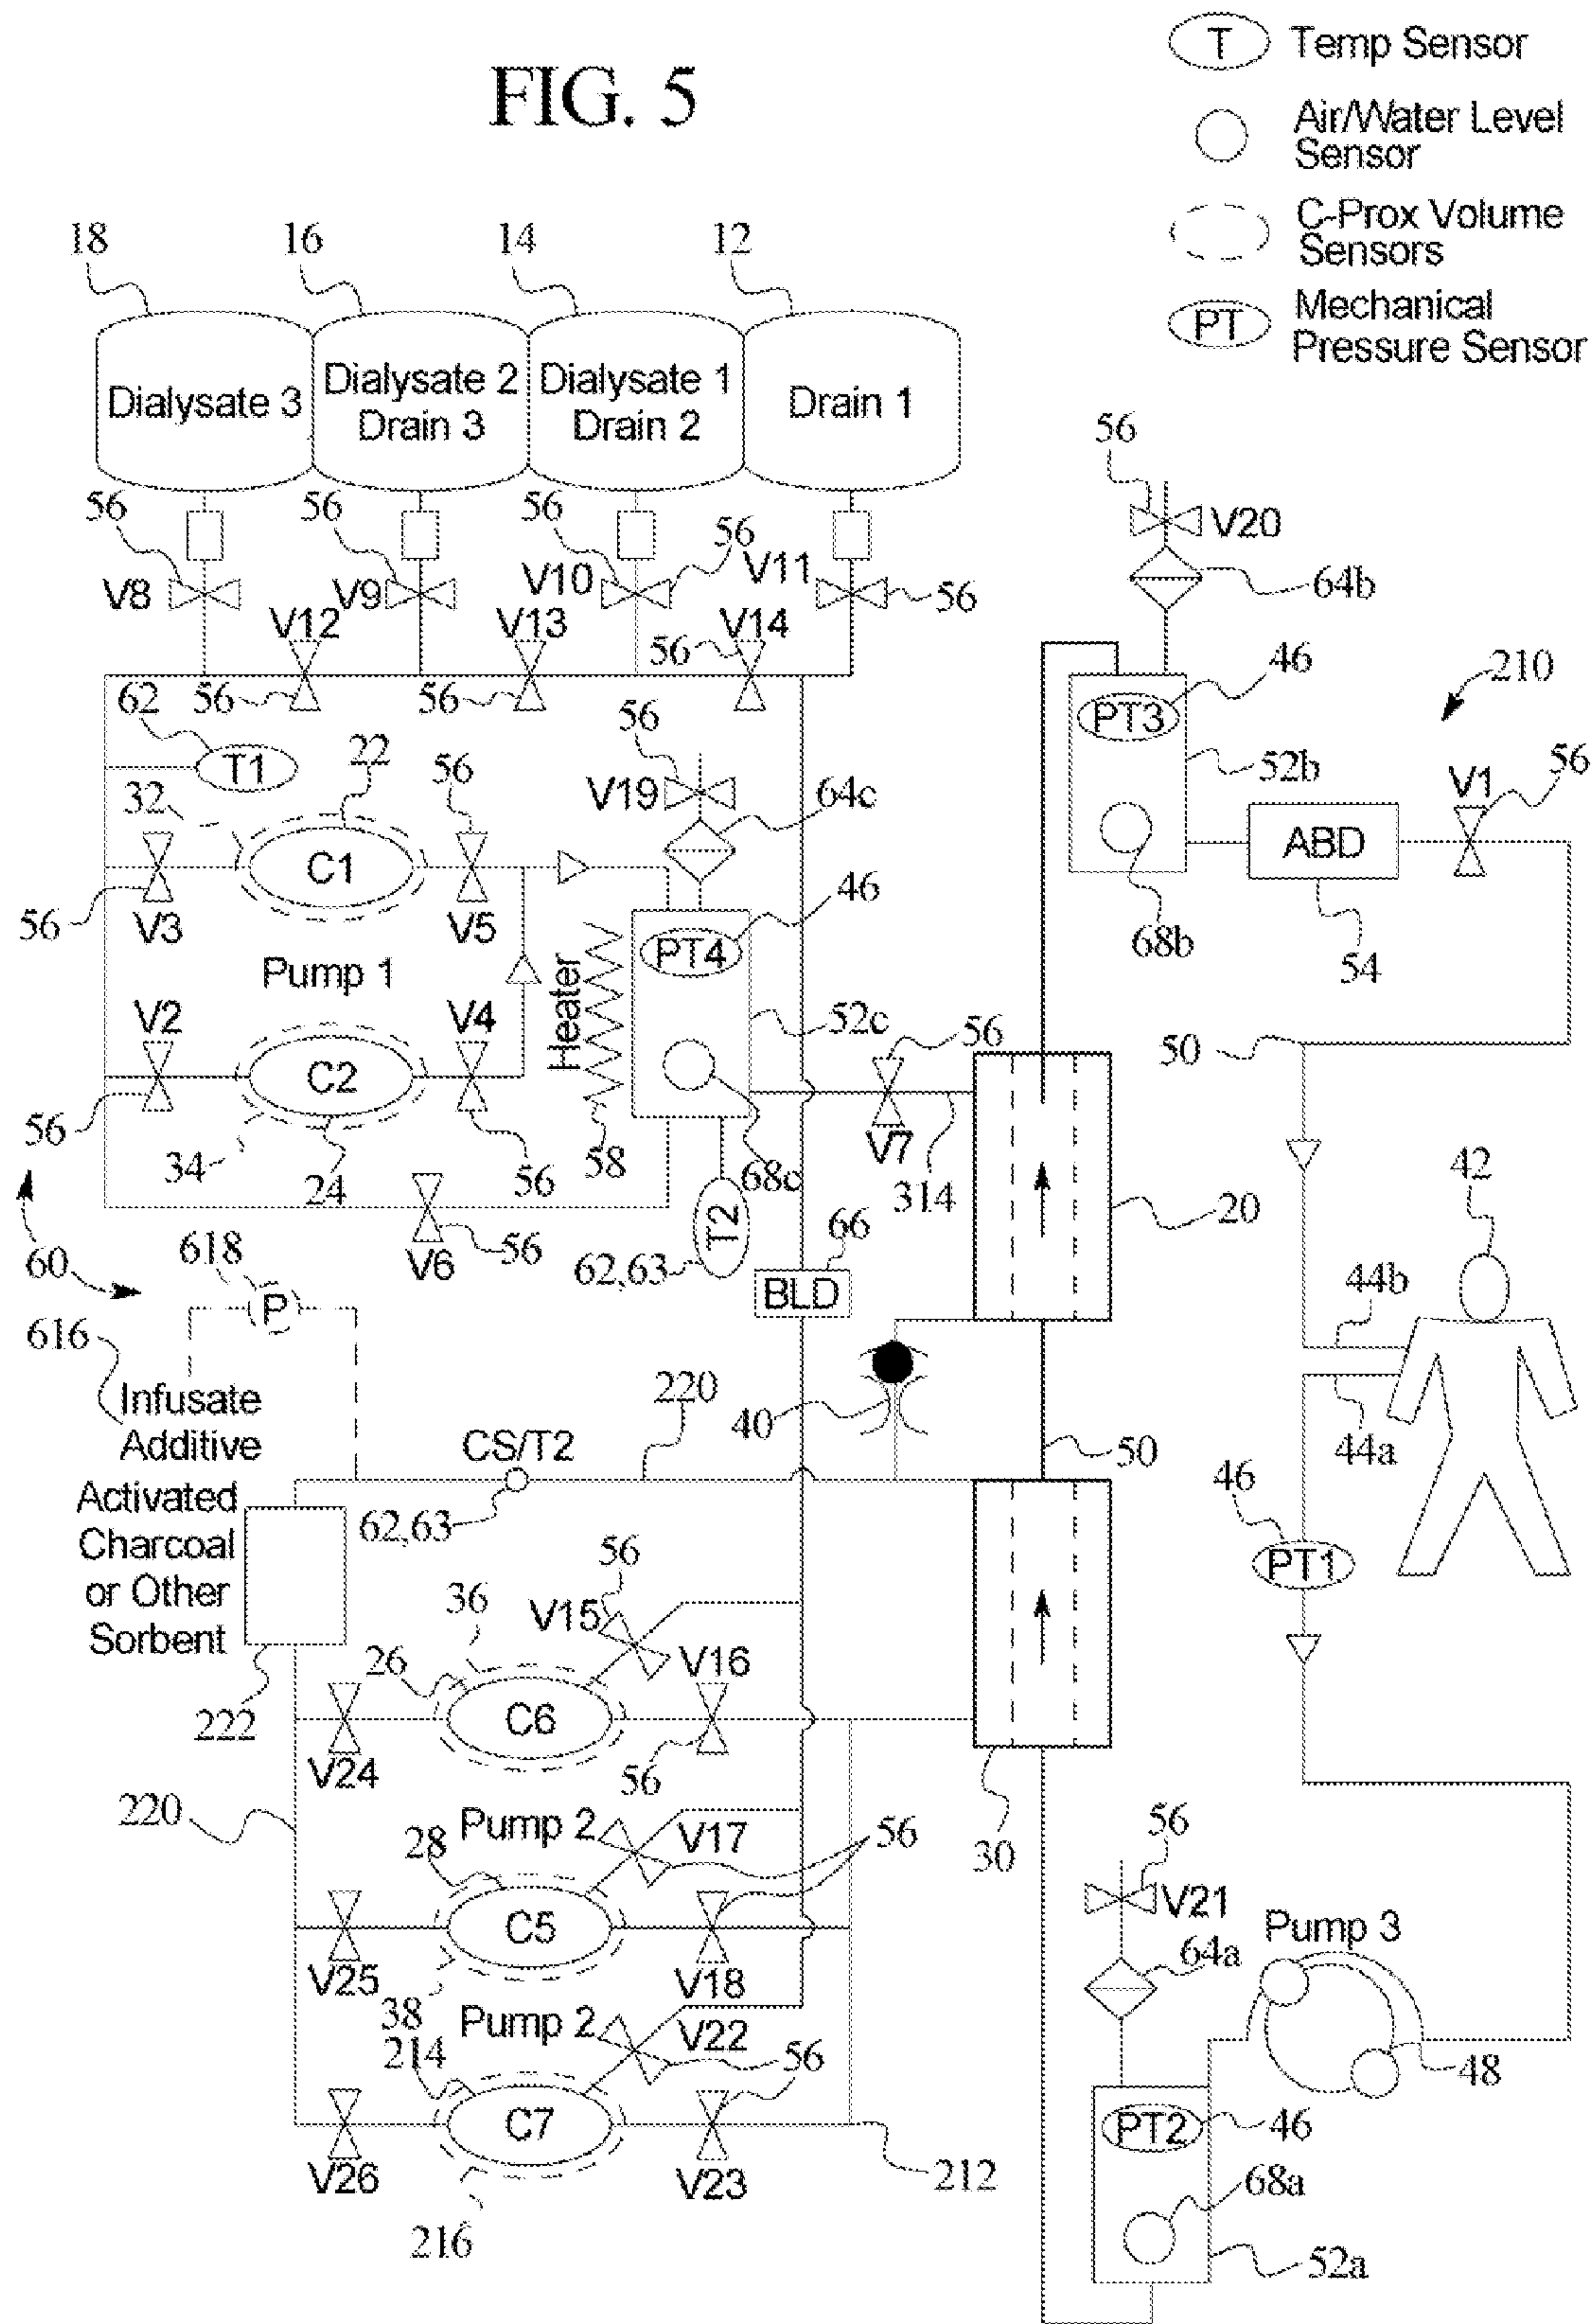 FIG. 5
T Temp Sensor
Air/Water Level
Sensor
C-Prox Volume
Sensors
PT Mechanical
Pressure Sensor
18 16 14 12
Dialysate 3
Dialysate 2
Drain 3
Dialysate 1
Drain 2
Drain 1
56 56 56 56
V8 V9 V10 V11 56
V12 V13 V14
56 56 56
56
V20
64b
46
210
PT3
52b
V1 56
ABD
68b
54
50
62
T1
32 22 56
56
V19
64c
C1
56 V3 V5
46
PT4
Pump 1
Heater
52c
V2 V4
C2
56
34 24 56
58
68c
56
V7
314
20
42
V6 56
T2
62,63
66
BLD
60
618
P
616
Infusate
Additive
44b
44a
220
40
50
CS/T2
62,63
Activated
Charcoal
or Other
Sorbent
222
46
PT1
56
V15
36
V16
26
C6
V24
56
220
30
Pump 2
V17
56
28
C5
V25
V18
38
56
V21
64a
Pump 3
48
Pump 2
V22
56
214
C7
V26
V23
212
216
PT2
46
68a
52a